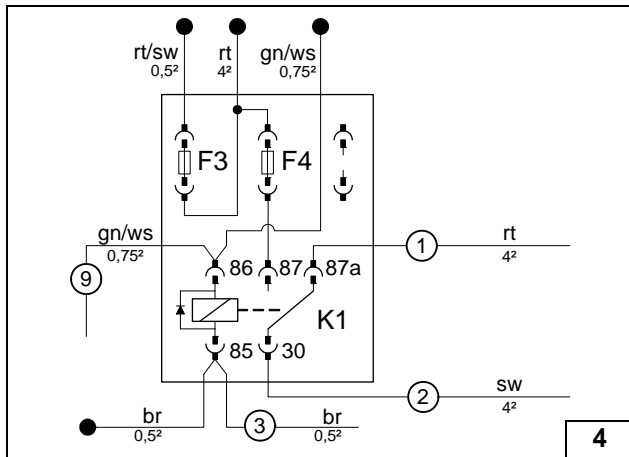 rt/sw
0,5²
rt
4²
gn/ws
0,75²
F3
F4
gn/ws
0,75²
9
86
87
87a
1
rt
4²
K1
85
30
2
sw
4²
br
0,5²
3
br
0,5²
4